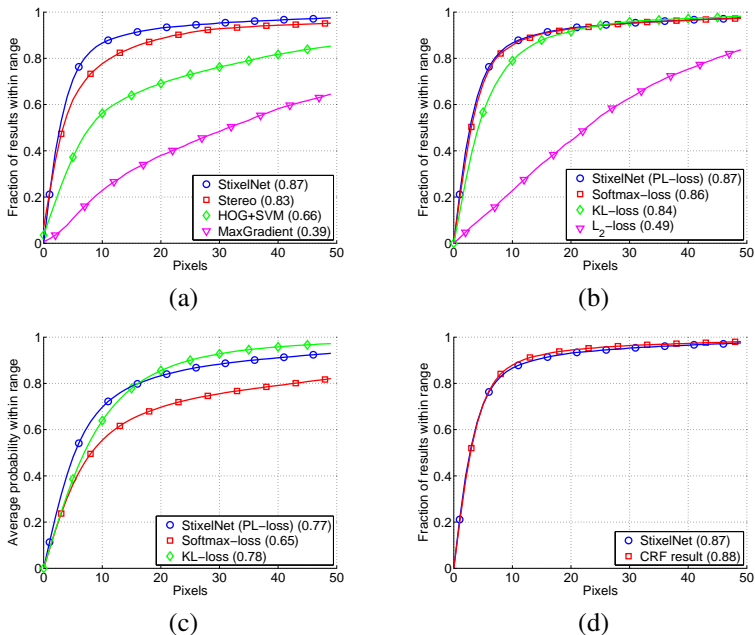 1
0.8
0.6
0.4
0.2
0
Fraction of results within range
0 10 20 30 40 50
Pixels
StixelNet (0.87)
Stereo (0.83)
HOG+SVM (0.66)
MaxGradient (0.39)
(a)
1
0.8
0.6
0.4
0.2
0
Fraction of results within range
0 10 20 30 40 50
Pixels
StixelNet (PL−loss) (0.87)
Softmax−loss (0.86)
KL−loss (0.84)
L2−loss (0.49)
(b)
1
0.8
0.6
0.4
0.2
0
Average probability within range
0 10 20 30 40 50
Pixels
StixelNet (PL−loss) (0.77)
Softmax−loss (0.65)
KL−loss (0.78)
(c)
1
0.8
0.6
0.4
0.2
0
Fraction of results within range
0 10 20 30 40 50
Pixels
StixelNet (0.87)
CRF result (0.88)
(d)